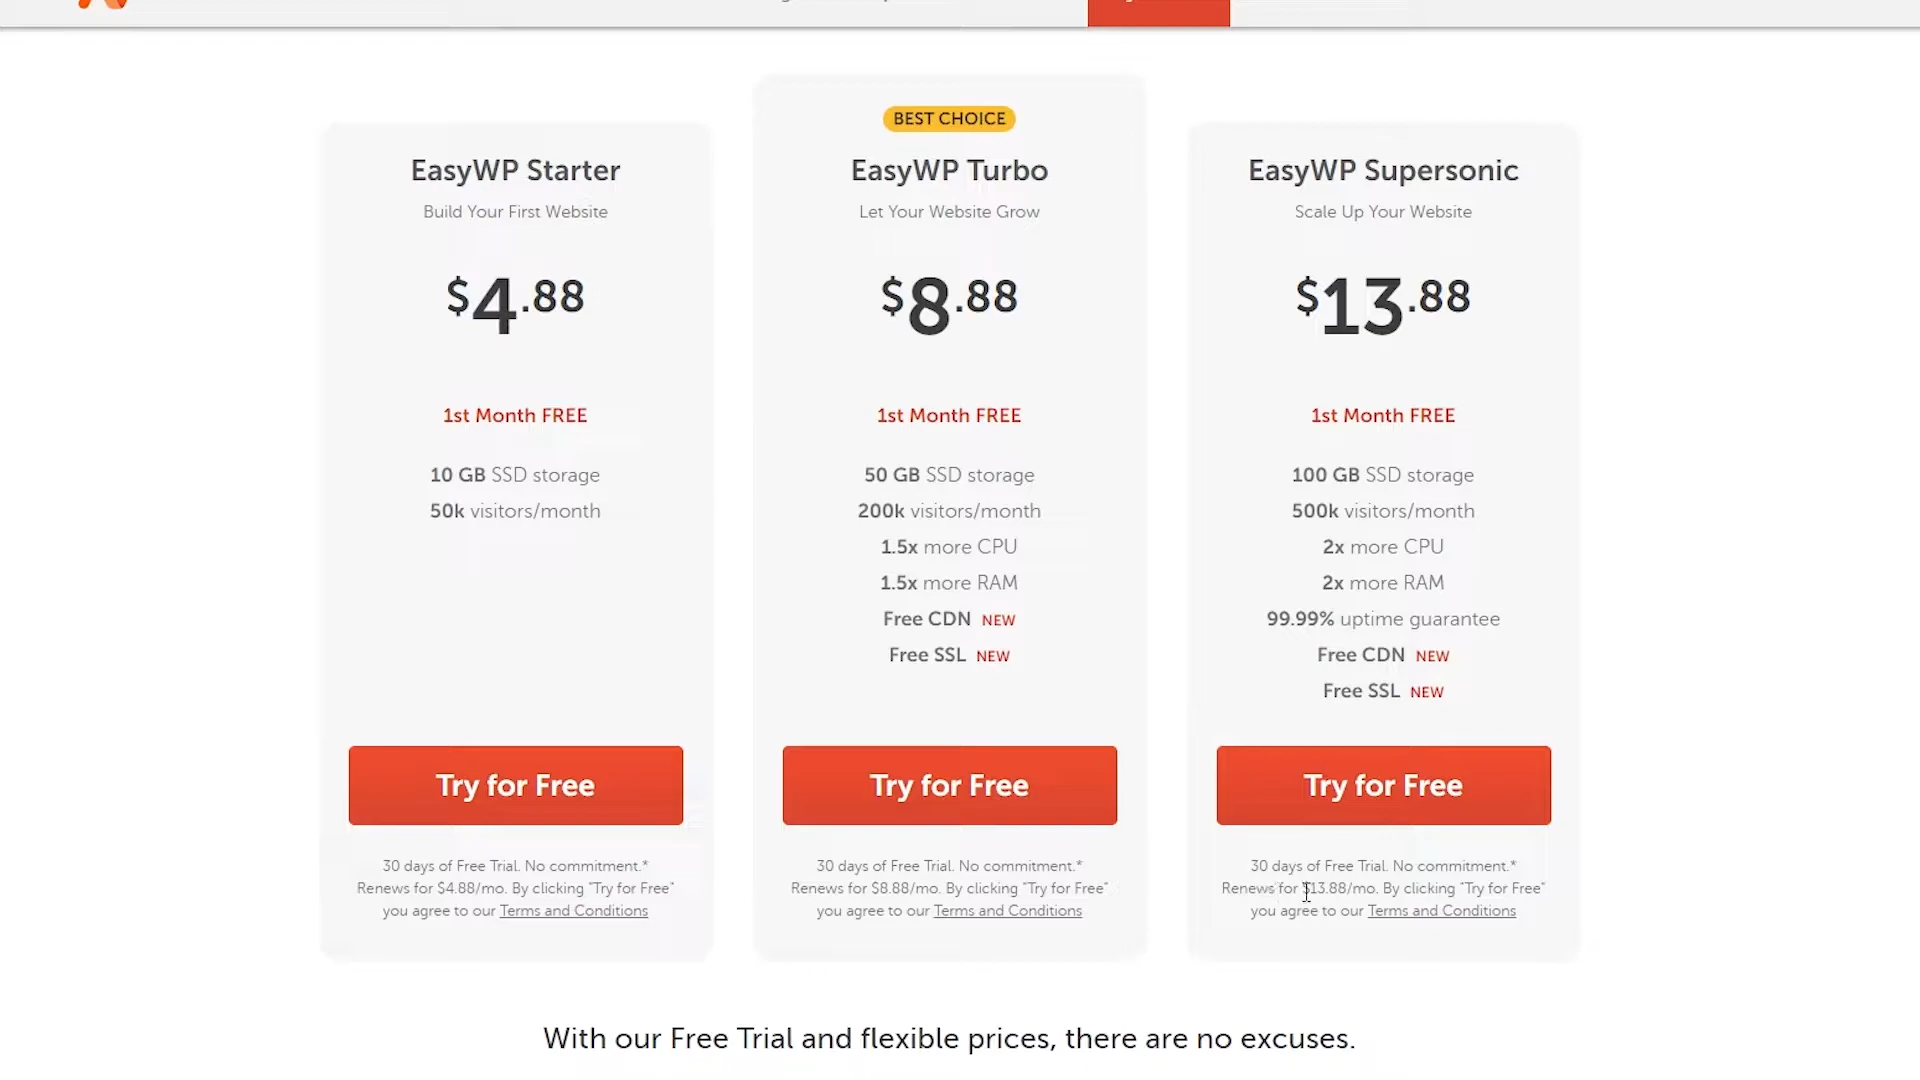 BEST CHOICE
EasyWP Starter
Build Your First Website
$4.88
1st Month FREE
10 GB SSD storage
50k visitors/month
Try for Free
30 days of Free Trial. No commitment.*
Renews for $4.88/mo. By clicking "Try for Free"
you agree to our Terms and Conditions
EasyWP Turbo
Let Your Website Grow
$8.88
1st Month FREE
50 GB SSD storage
200k visitors/month
1.5x more CPU
1.5x more RAM
Free CDN NEW
Free SSL NEW
Try for Free
30 days of Free Trial. No commitment.*
Renews for $8.88/mo. By clicking "Try for Free"
you agree to our Terms and Conditions
EasyWP Supersonic
Scale Up Your Website
$13.88
1st Month FREE
100 GB SSD storage
500k visitors/month
2x more CPU
2x more RAM
99.99% uptime guarantee
Free CDN NEW
Free SSL NEW
Try for Free
30 days of Free Trial. No commitment.*
Renews for $13.88/mo. By clicking "Try for Free"
you agree to our Terms and Conditions
With our Free Trial and flexible prices, there are no excuses.